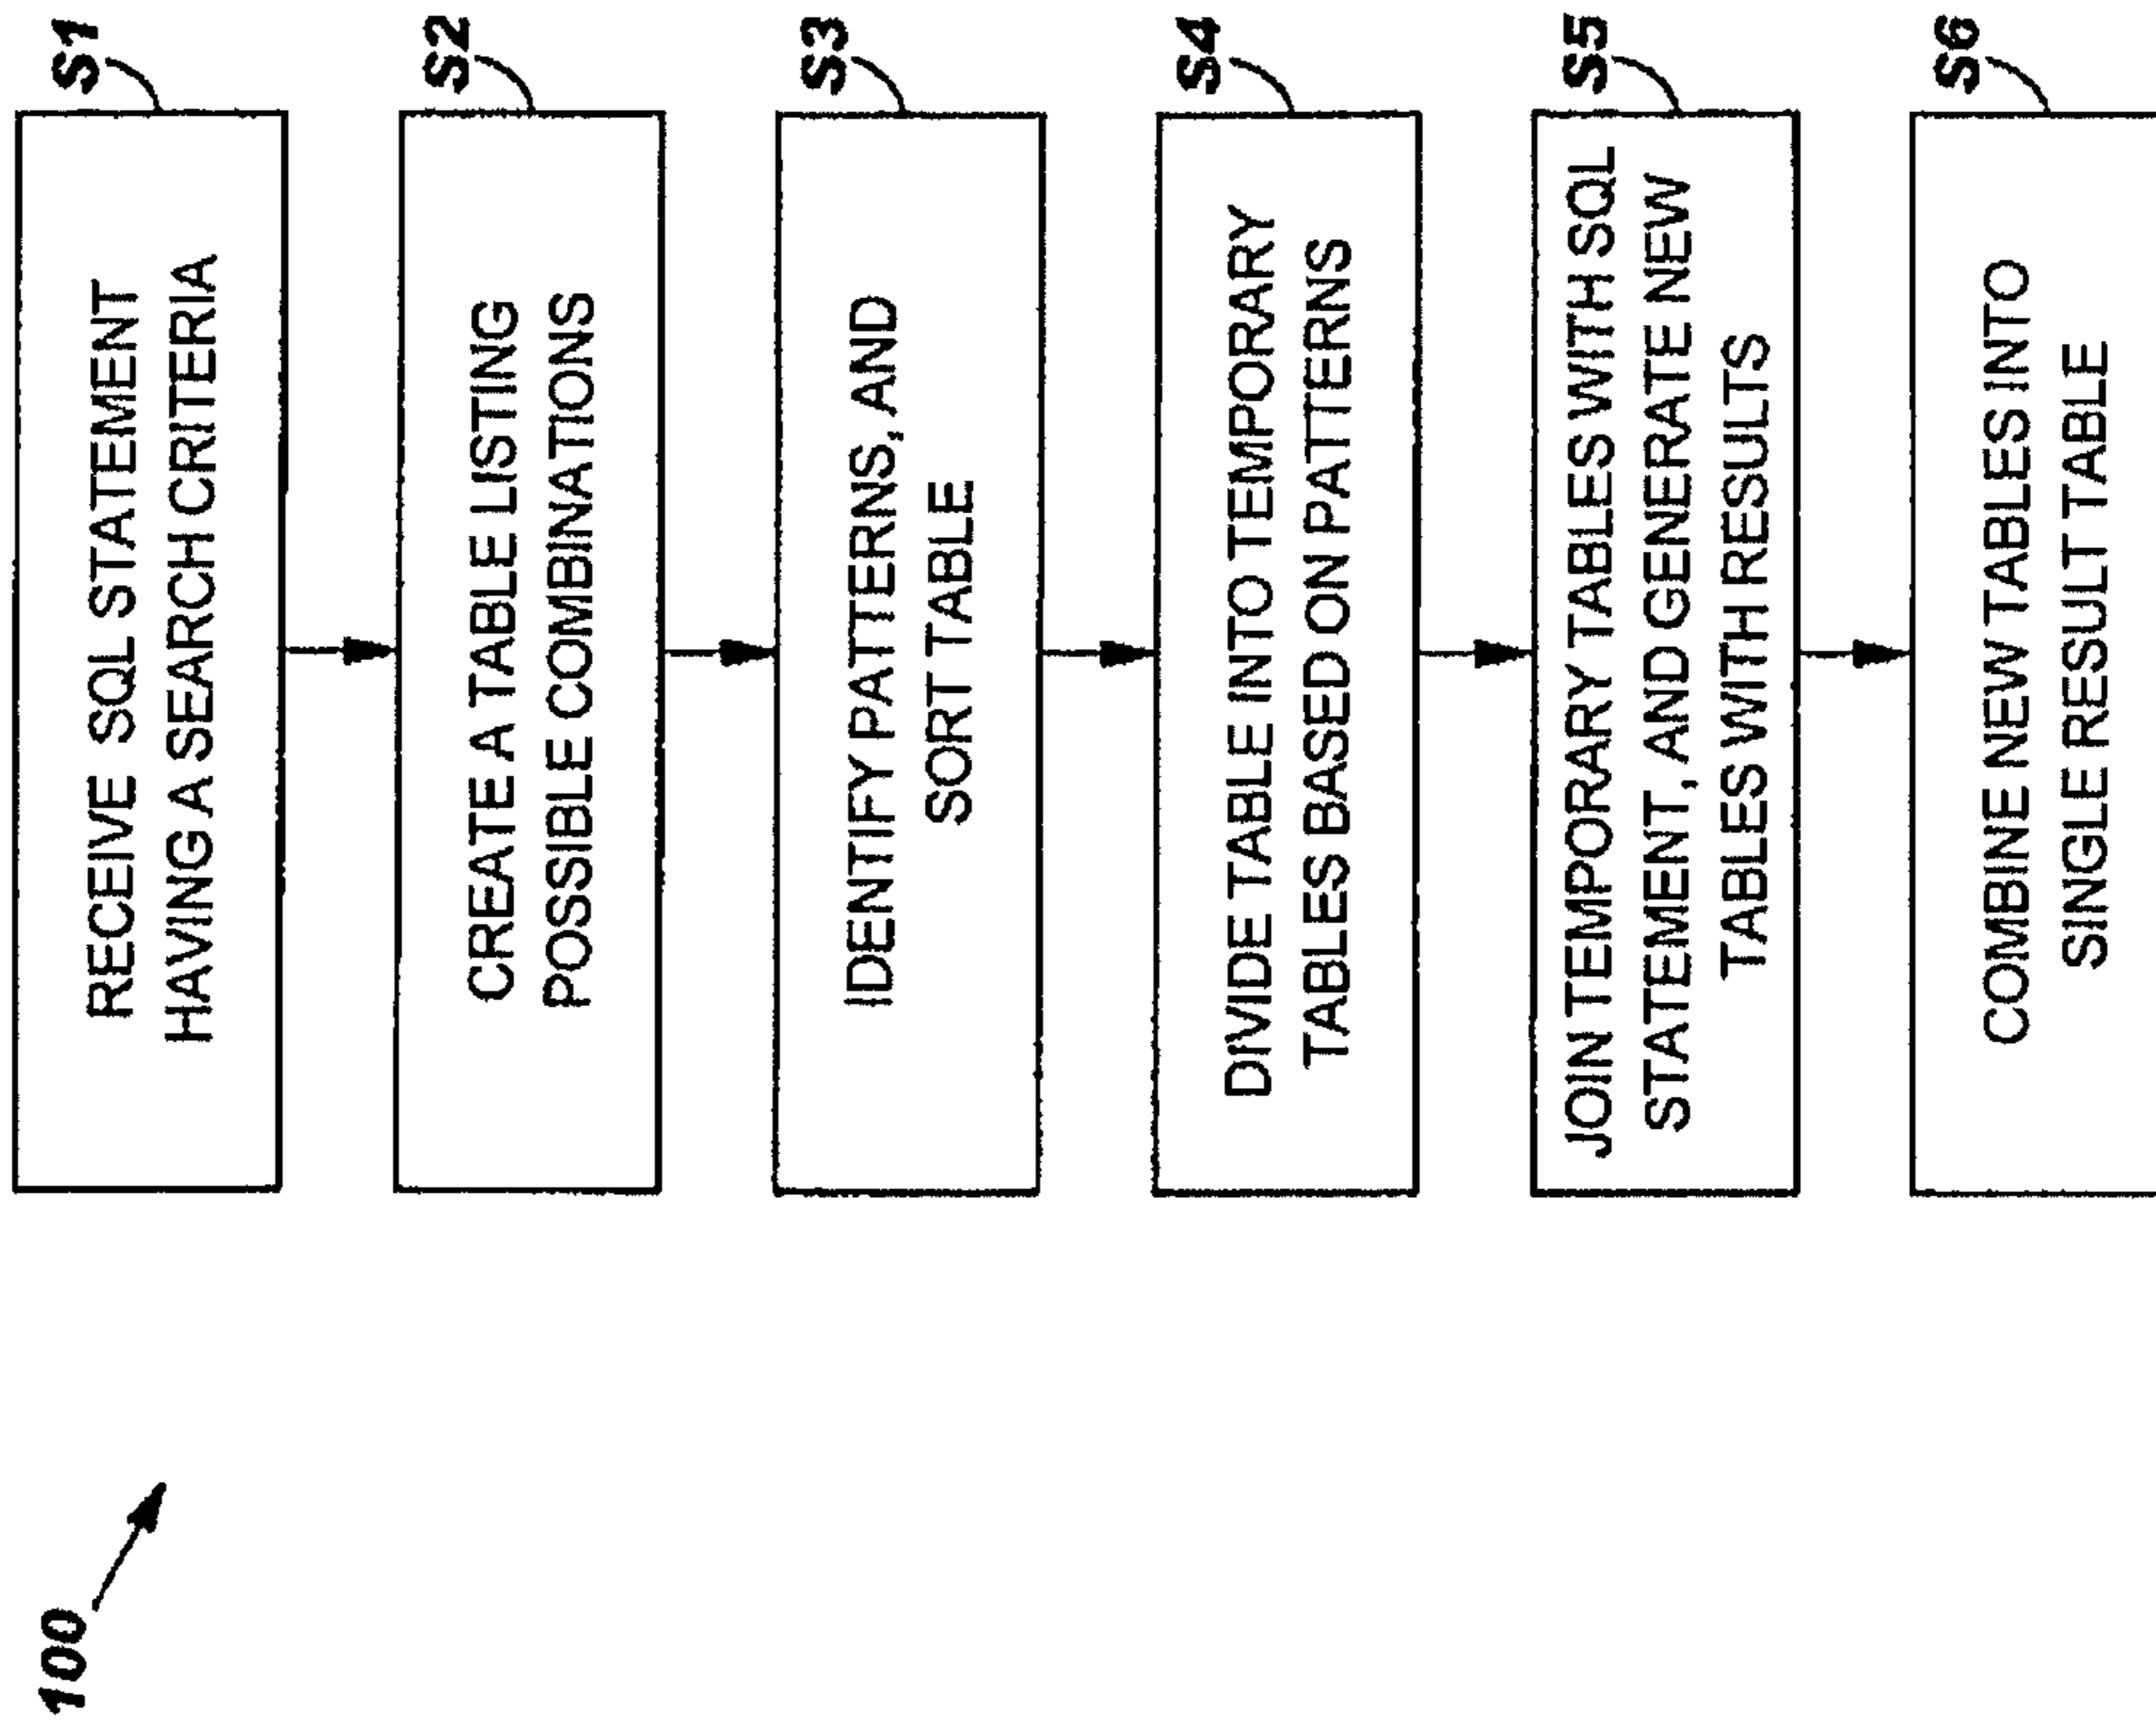 100
S1
RECEIVE SQL STATEMENT
HAVING A SEARCH CRITERIA
S2
CREATE A TABLE LISTING
POSSIBLE COMBINATIONS
S3
IDENTIFY PATTERNS, AND
SORT TABLE
S4
DIVIDE TABLE INTO TEMPORARY
TABLES BASED ON PATTERNS
S5
JOIN TEMPORARY TABLES WITH SQL
STATEMENT, AND GENERATE NEW
TABLES WITH RESULTS
S6
COMBINE NEW TABLES INTO
SINGLE RESULT TABLE